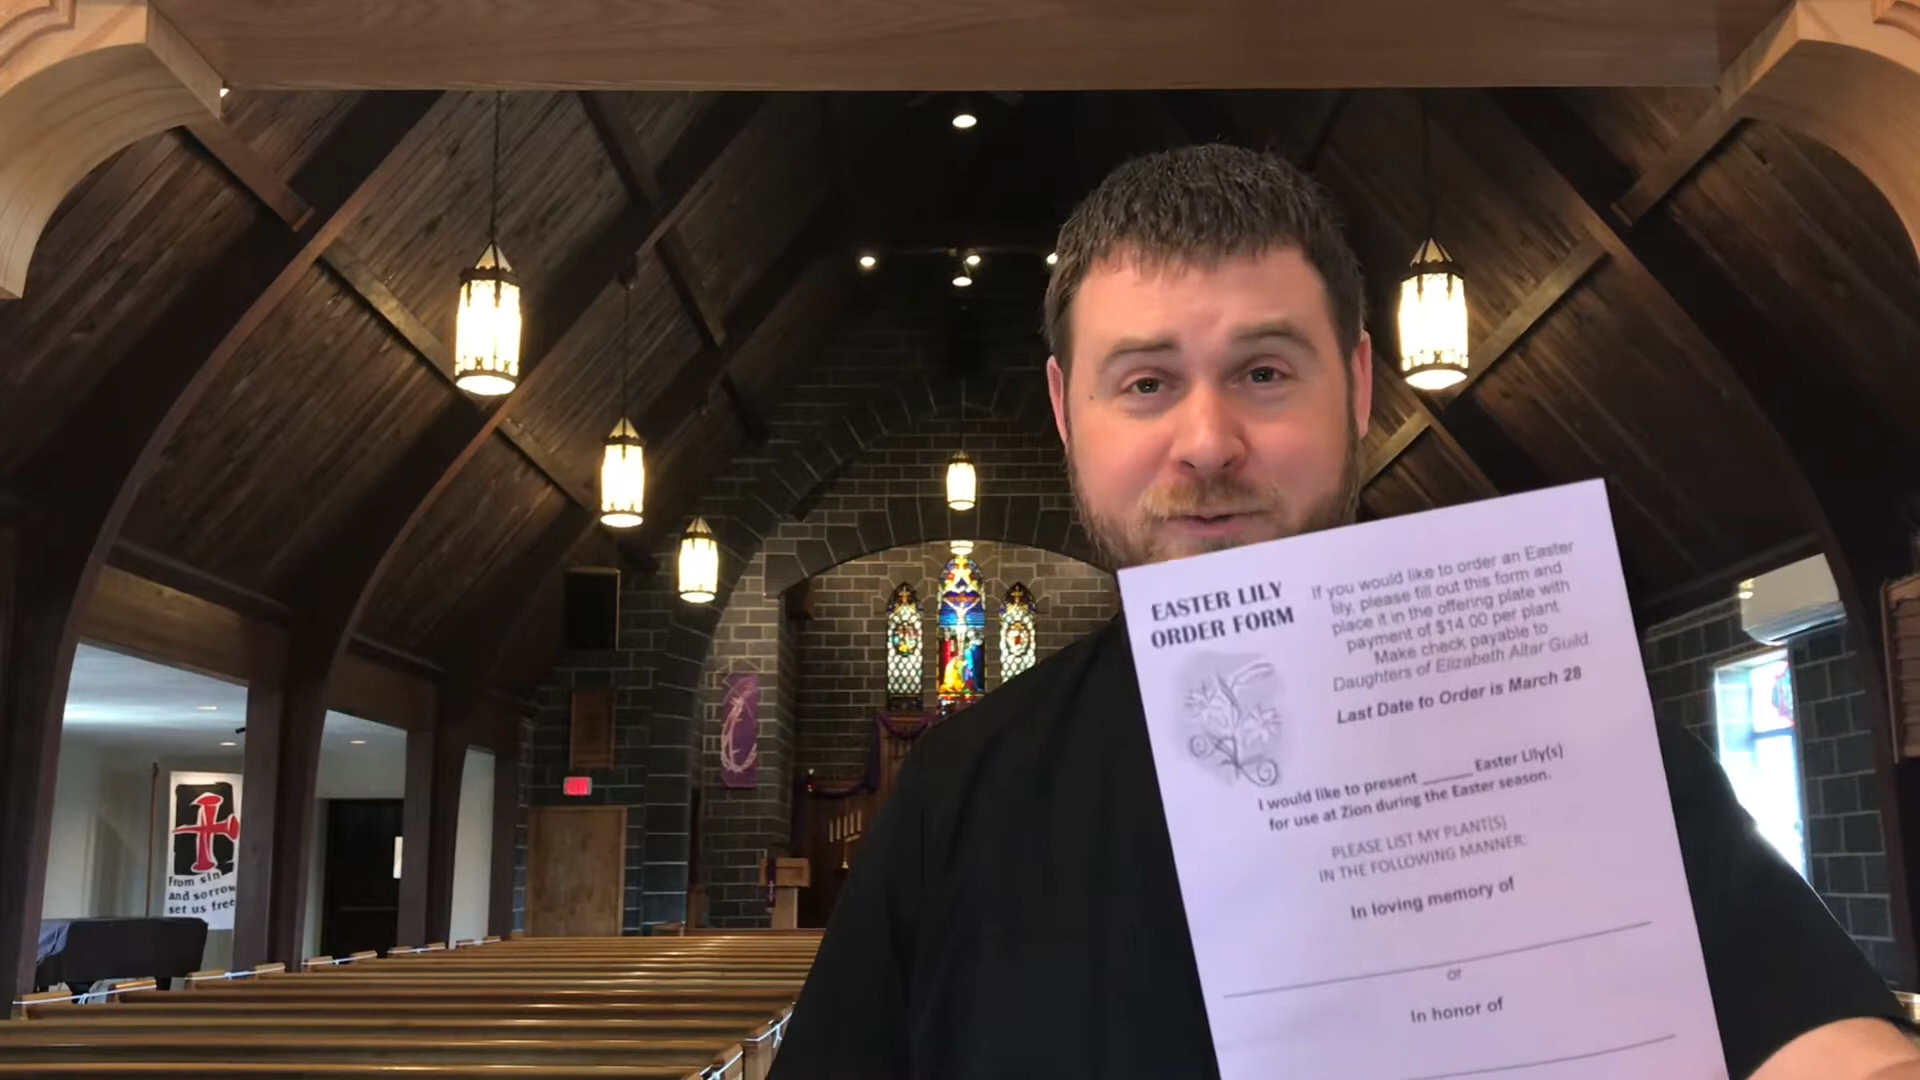 EASTER LILY
ORDER FORM
If you would like to order an Easter
lily, please fill out this form and
place it in the offering plate with
payment of $14.00 per plant.
Make check payable to
Daughters of Elizabeth Altar Guild.
Last Date to Order is March 28
I would like to present ______ Easter Lily(s)
for use at Zion during the Easter season.
PLEASE LIST MY PLANT(S)
IN THE FOLLOWING MANNER:
In loving memory of
or
In honor of
From sin
and sorrow
set us free